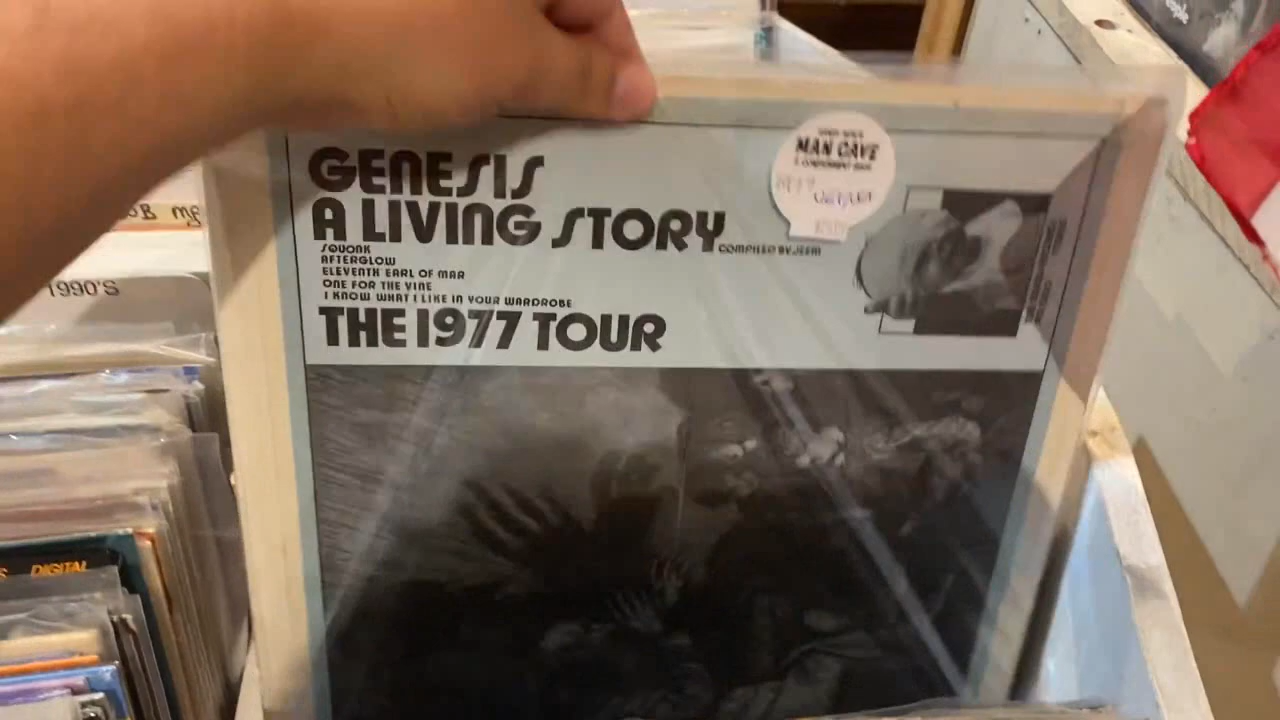 GENESIS
A LIVING STORY
COMPILED BY JEEM
SQUONK
AFTERGLOW
ELEVENTH EARL OF MAR
ONE FOR THE VINE
I KNOW WHAT I LIKE IN YOUR WARDROBE
THE 1977 TOUR
MAN CAVE
1990'S
DIGITAL